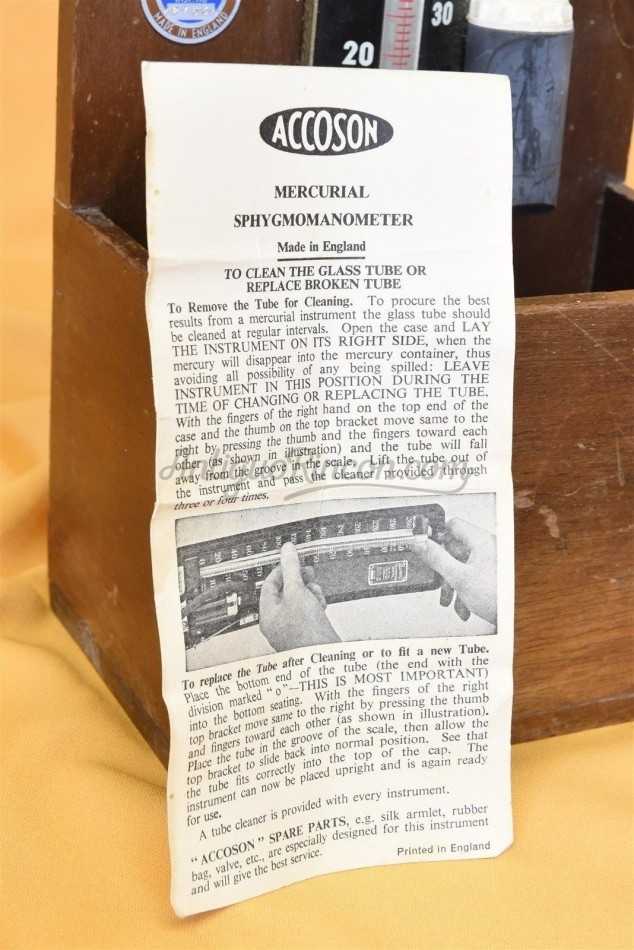 MADE IN ENGLAND
20
30
ACCOSON
MERCURIAL
SPHYGMOMANOMETER
Made in England
TO CLEAN THE GLASS TUBE OR
REPLACE BROKEN TUBE
To Remove the Tube for Cleaning. To procure the best
results from a mercurial instrument the glass tube should
be cleaned at regular intervals. Open the case and LAY
THE INSTRUMENT ON ITS RIGHT SIDE, when the
mercury will disappear into the mercury container, thus
avoiding all possibility of any being spilled: LEAVE
INSTRUMENT IN THIS POSITION DURING THE
TIME OF CHANGING OR REPLACING THE TUBE.
With the fingers of the right hand on the top end of the
case and the thumb on the top bracket move same to the
right by pressing the thumb and the fingers toward each
other (as shown in illustration) and the tube will fall
away from the groove in the scale. Lift the tube out of
the instrument and pass the cleaner provided through
three or four times.
To replace the Tube after Cleaning or to fit a new Tube.
Place the bottom end of the tube (the end with the
division marked "o"—THIS IS MOST IMPORTANT)
into the bottom seating. With the fingers of the right
top bracket move same to the right by pressing the thumb
and fingers toward each other (as shown in illustration).
Place the tube in the groove of the scale, then allow the
top bracket to slide back into normal position. See that
the tube fits correctly into the top of the cap. The
instrument can now be placed upright and is again ready
for use.
A tube cleaner is provided with every instrument.
"ACCOSON" SPARE PARTS, e.g. silk armlet, rubber
bag, valve, etc., are especially designed for this instrument
and will give the best service.
Printed in England